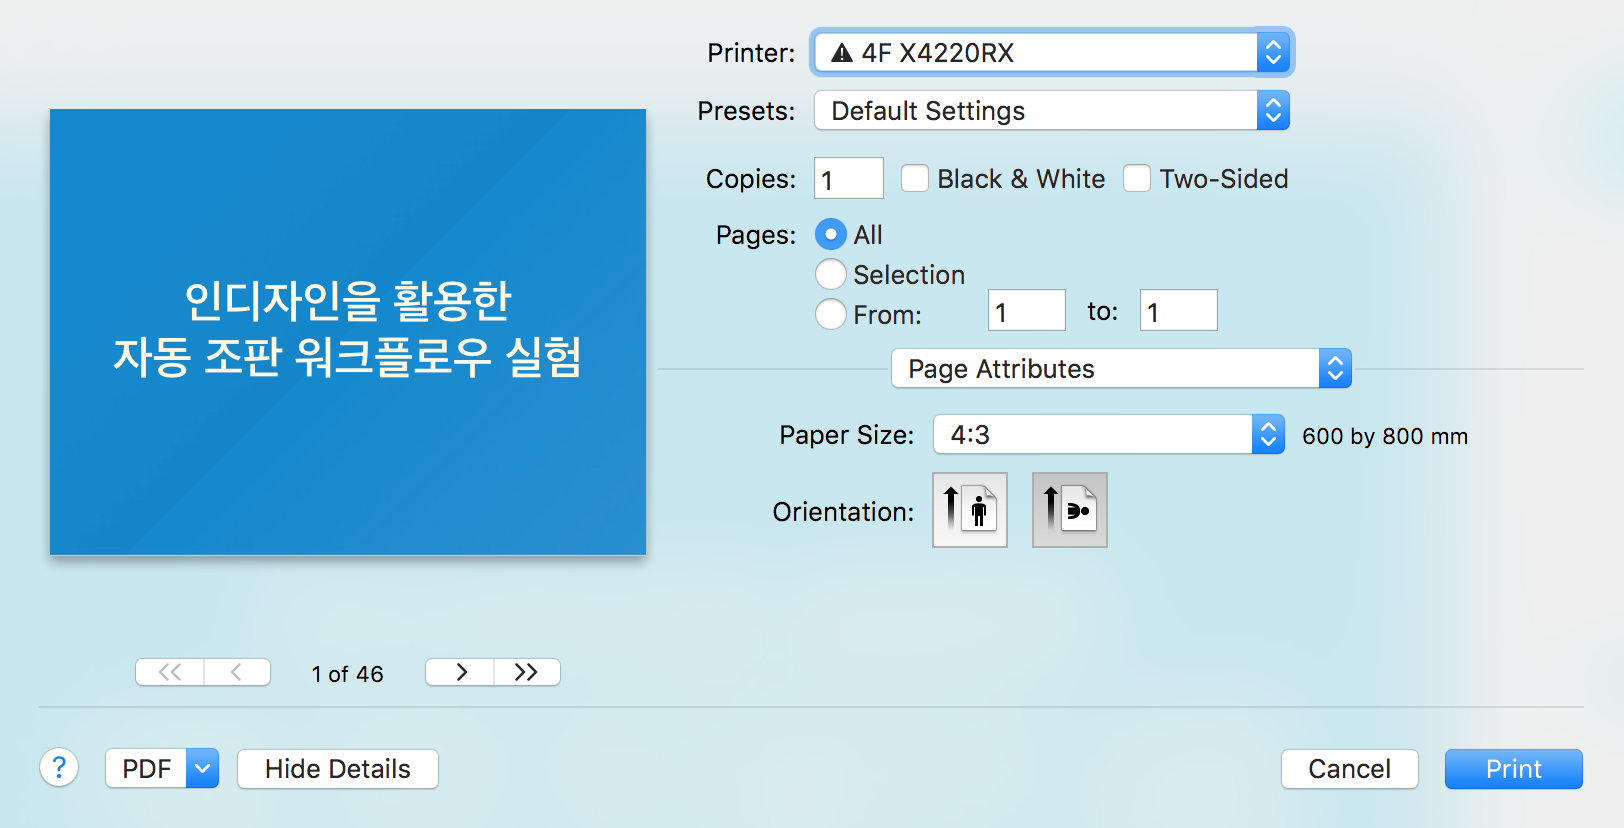 Printer: 4F X4220RX
Presets: Default Settings
Copies: 1 Black & White Two-Sided
Pages: All
Selection
From: 1 to: 1
인디자인을 활용한
자동 조판 워크플로우 실험
Page Attributes
Paper Size: 4:3 600 by 800 mm
Orientation:
1 of 46
? PDF Hide Details Cancel Print